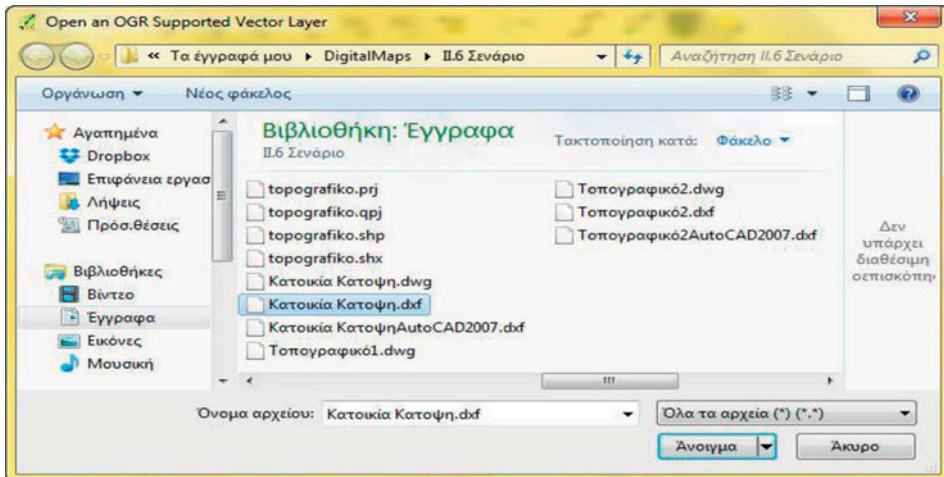 Open an OGR Supported Vector Layer
« Τα έγγραφά μου ▸ DigitalMaps ▸ II.6 Σενάριο
Αναζήτηση II.6 Σενάριο
Οργάνωση
Νέος φάκελος
Αγαπημένα
Dropbox
Επιφάνεια εργασ
Λήψεις
Πρόσ.θέσεις
Βιβλιοθήκες
Βίντεο
Έγγραφα
Εικόνες
Μουσική
Βιβλιοθήκη: Έγγραφα
II.6 Σενάριο
Τακτοποίηση κατά: Φάκελο
topografiko.prj
topografiko.qpj
topografiko.shp
topografiko.shx
Κατοικία Κατοψη.dwg
Κατοικία Κατοψη.dxf
Κατοικία ΚατοψηAutoCAD2007.dxf
Τοπογραφικό1.dwg
Τοπογραφικό2.dwg
Τοπογραφικό2.dxf
Τοπογραφικό2AutoCAD2007.dxf
Δεν
υπάρχει
διαθέσιμη
οεπισκόπη
Όνομα αρχείου: Κατοικία Κατοψη.dxf
Όλα τα αρχεία (*) (*.*)
Άνοιγμα
Άκυρο